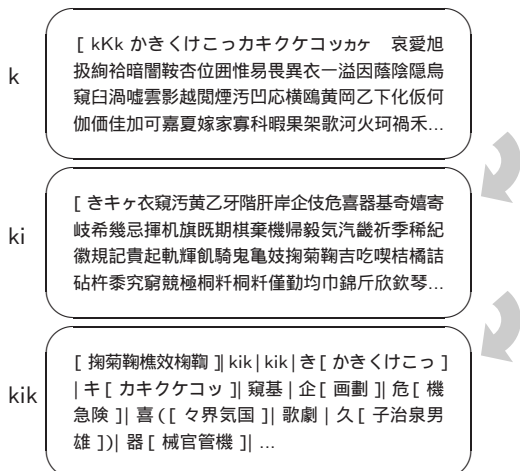 k
[ kKk かきくけこっカキクケコッカヶ 哀愛旭
扱絢袷暗闇鞍杏位囲惟易畏異衣一溢因蔭陰隠烏
窺臼渦嘘雲影越閲煙汚凹応横鴎黄岡乙下化仮何
伽価佳加可嘉夏嫁家寡科暇果架歌河火珂禍禾…
ki
[ きキヶ衣窺汚黄乙牙階肝岸企伎危喜器基奇嬉寄
岐希幾忌揮机旗既期棋棄機帰毅気汽畿祈季稀紀
徽規記貴起軌輝飢騎鬼亀妓掬菊鞠吉吃喫桔橘詰
砧杵黍究窮競極桐粁桐粁僅勤均巾錦斤欣欽琴…
kik
[ 掬菊鞠樵效椈鞫 ]| kik | kik | き [ かきくけこっ ]
| キ [ カキクケコッ ]| 窺基 | 企 [ 画劃 ]| 危 [ 機
急険 ]| 喜 ([ 々界気国 ]| 歌劇 | 久 [ 子治泉男
雄 ])| 器 [ 械官管機 ]| …